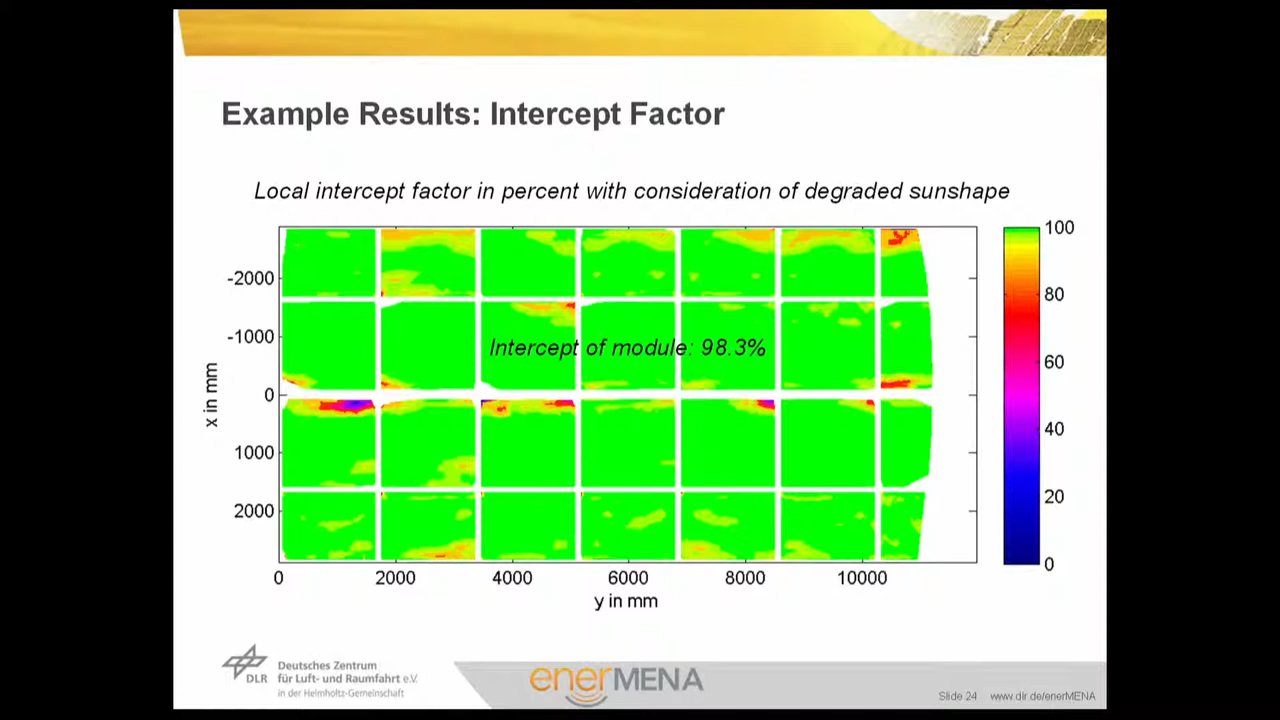 Example Results: Intercept Factor
Local intercept factor in percent with consideration of degraded sunshape
100
80
60
40
20
0
-2000
-1000
0
1000
2000
x in mm
Intercept of module: 98.3%
0
2000
4000
6000
8000
10000
y in mm
DLR
Deutsches Zentrum
für Luft- und Raumfahrt e.V.
in der Helmholtz-Gemeinschaft
enerMENA
Slide 24 www.dlr.de/enerMENA